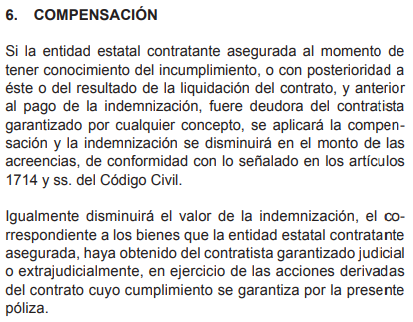 6. COMPENSACIÓN
Si la entidad estatal contratante asegurada al momento de
tener conocimiento del incumplimiento, o con posterioridad a
éste o del resultado de la liquidación del contrato, y anterior
al pago de la indemnización, fuere deudora del contratista
garantizado por cualquier concepto, se aplicará la compen-
sación y la indemnización se disminuirá en el monto de las
acreencias, de conformidad con lo señalado en los artículos
1714 y ss. del Código Civil.
Igualmente disminuirá el valor de la indemnización, el co-
rrespondiente a los bienes que la entidad estatal contratante
asegurada, haya obtenido del contratista garantizado judicial
o extrajudicialmente, en ejercicio de las acciones derivadas
del contrato cuyo cumplimiento se garantiza por la presente
póliza.